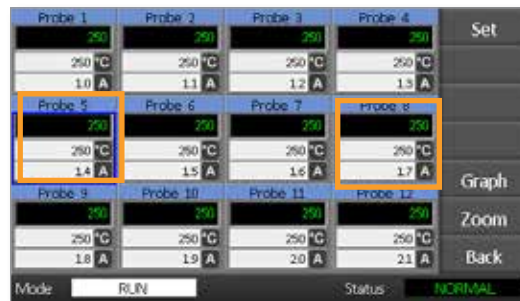 Probe 1 Probe 2 Probe 3 Probe 4 Set
250 250 250 250
250 °C 250 °C 250 °C 250 °C
1.0 A 1.1 A 1.2 A 1.3 A
Probe 5 Probe 6 Probe 7 Probe 8
250 250 250 250
250 °C 250 °C 250 °C 250 °C
1.4 A 1.5 A 1.6 A 1.7 A Graph
Probe 9 Probe 10 Probe 11 Probe 12
250 250 250 250 Zoom
250 °C 250 °C 250 °C 250 °C
1.8 A 1.9 A 2.0 A 2.1 A Back
Mode RUN Status NORMAL